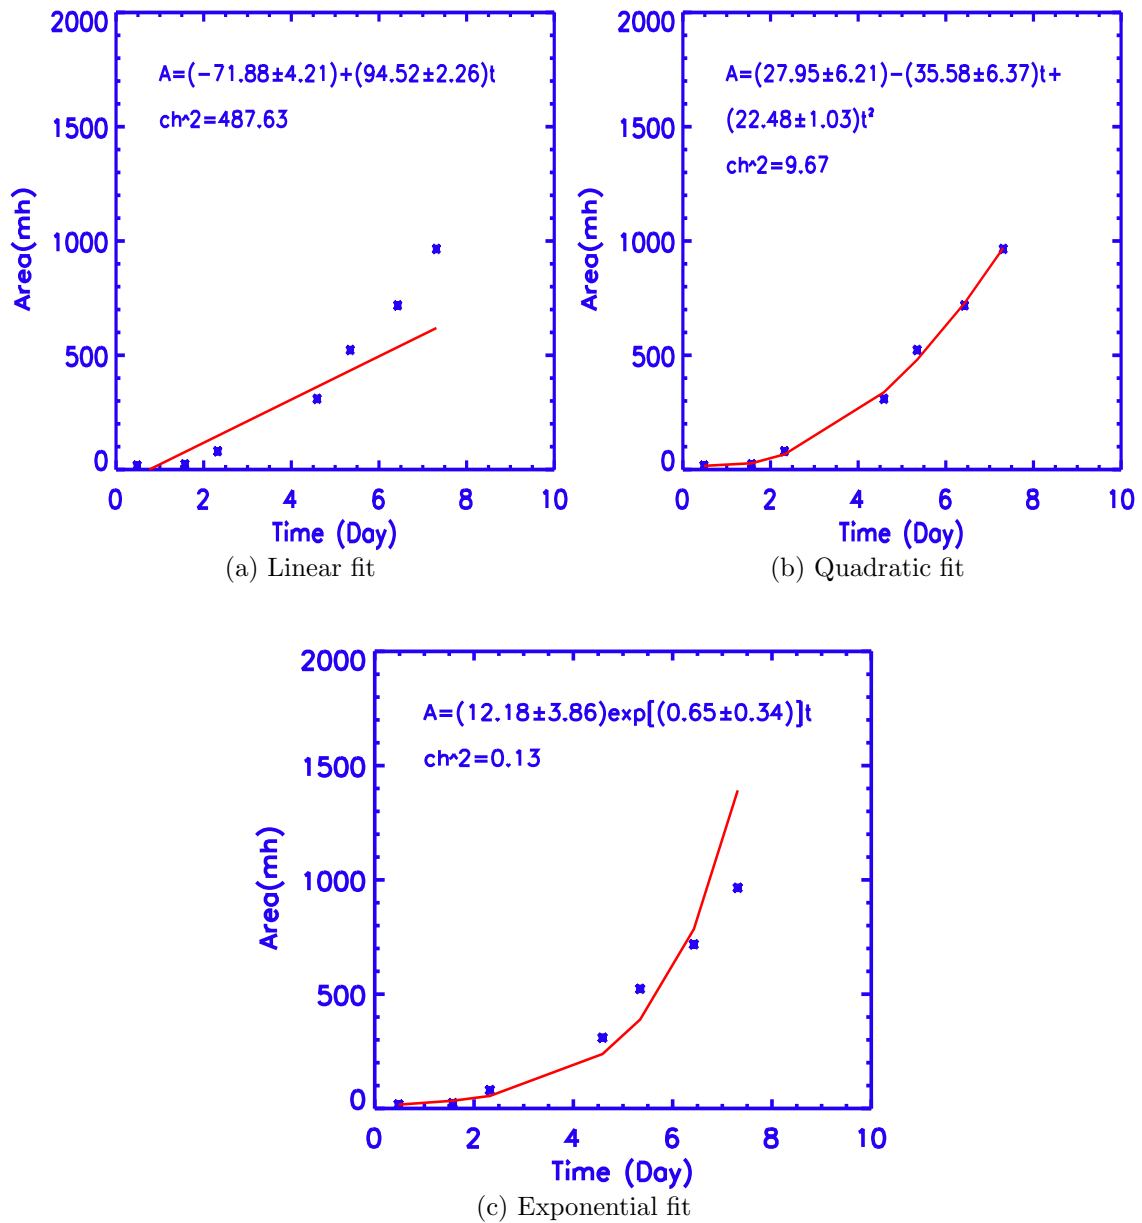 2000
A=(-71.88±4.21)+(94.52±2.26)t
ch^2=487.63
1500
1000
500
0
Area(mh)
0 2 4 6 8 10
Time (Day)
(a) Linear fit
2000
A=(27.95±6.21)-(35.58±6.37)t+
(22.48±1.03)t²
ch^2=9.67
1500
1000
500
0
Area(mh)
0 2 4 6 8 10
Time (Day)
(b) Quadratic fit
2000
A=(12.18±3.86)exp[(0.65±0.34)]t
ch^2=0.13
1500
1000
500
0
Area(mh)
0 2 4 6 8 10
Time (Day)
(c) Exponential fit